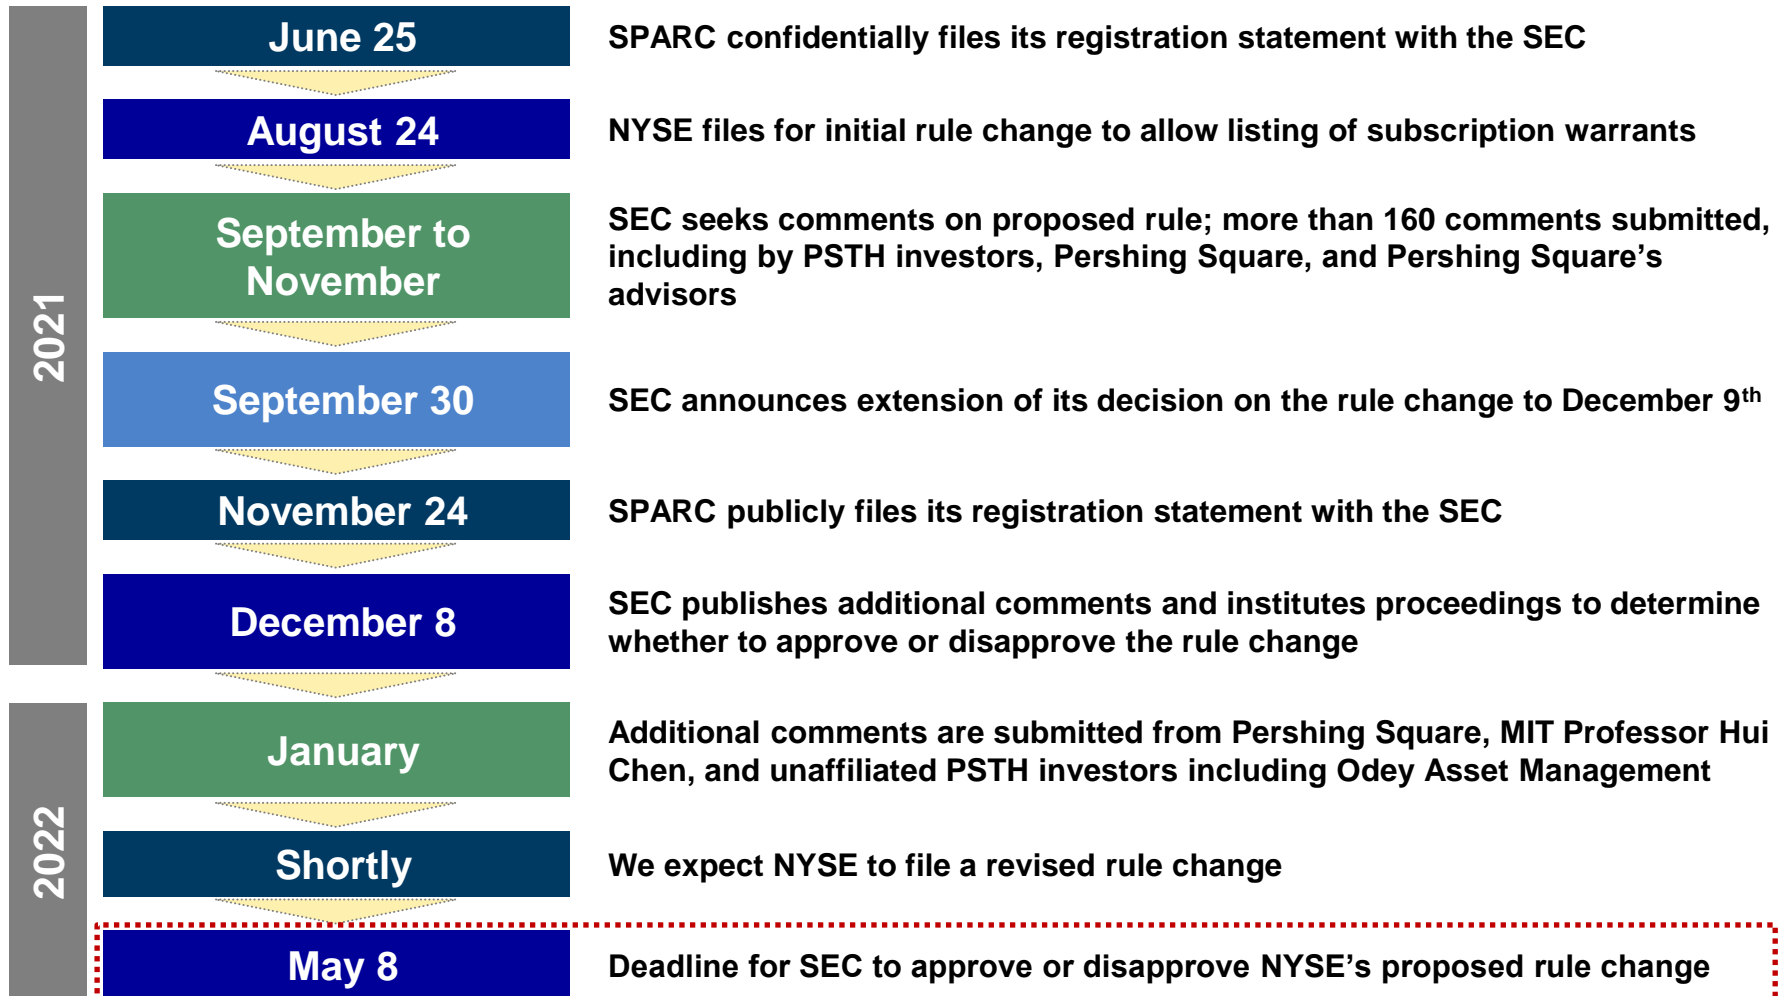 2021
June 25
SPARC confidentially files its registration statement with the SEC
August 24
NYSE files for initial rule change to allow listing of subscription warrants
September to
November
SEC seeks comments on proposed rule; more than 160 comments submitted,
including by PSTH investors, Pershing Square, and Pershing Square’s
advisors
September 30
SEC announces extension of its decision on the rule change to December 9th
November 24
SPARC publicly files its registration statement with the SEC
December 8
SEC publishes additional comments and institutes proceedings to determine
whether to approve or disapprove the rule change
2022
January
Additional comments are submitted from Pershing Square, MIT Professor Hui
Chen, and unaffiliated PSTH investors including Odey Asset Management
Shortly
We expect NYSE to file a revised rule change
May 8
Deadline for SEC to approve or disapprove NYSE’s proposed rule change